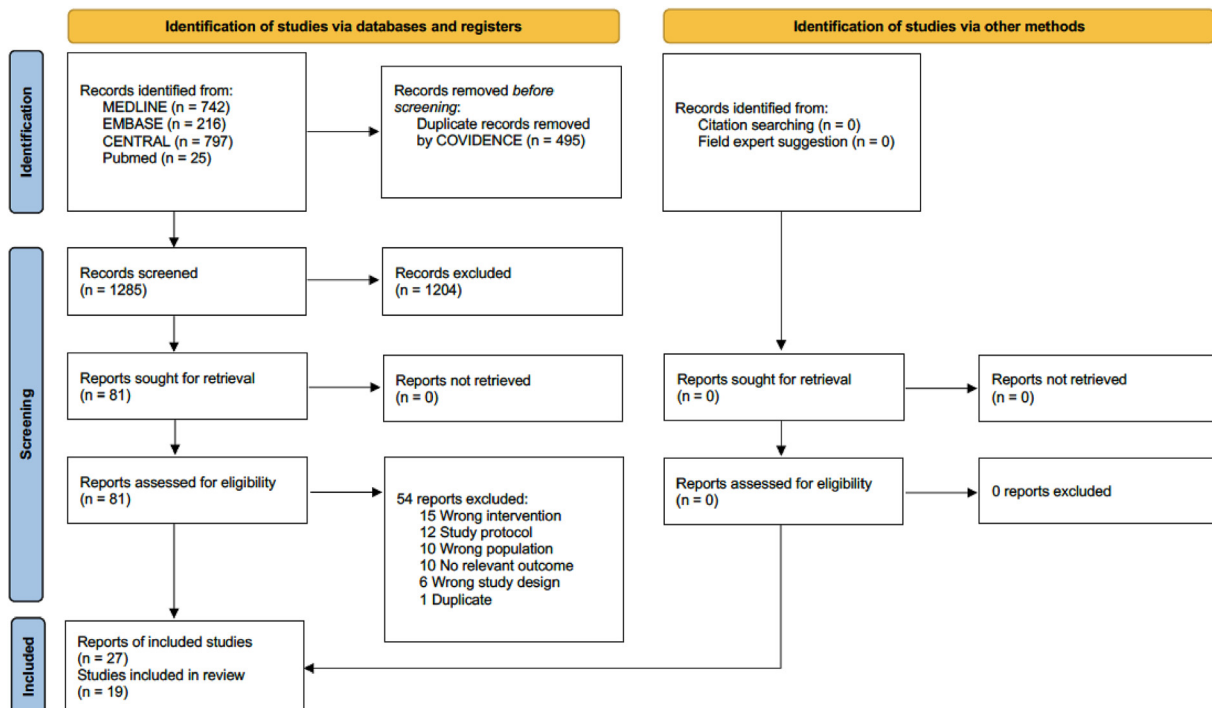 Identification of studies via databases and registers
Identification of studies via other methods
Identification
Records identified from:
MEDLINE (n = 742)
EMBASE (n = 216)
CENTRAL (n = 797)
Pubmed (n = 25)
Records removed before
screening:
Duplicate records removed
by COVIDENCE (n = 495)
Records identified from:
Citation searching (n = 0)
Field expert suggestion (n = 0)
Screening
Records screened
(n = 1285)
Records excluded
(n = 1204)
Reports sought for retrieval
(n = 81)
Reports not retrieved
(n = 0)
Reports sought for retrieval
(n = 0)
Reports not retrieved
(n = 0)
Reports assessed for eligibility
(n = 81)
54 reports excluded:
15 Wrong intervention
12 Study protocol
10 Wrong population
10 No relevant outcome
6 Wrong study design
1 Duplicate
Reports assessed for eligibility
(n = 0)
0 reports excluded
Included
Reports of included studies
(n = 27)
Studies included in review
(n = 19)